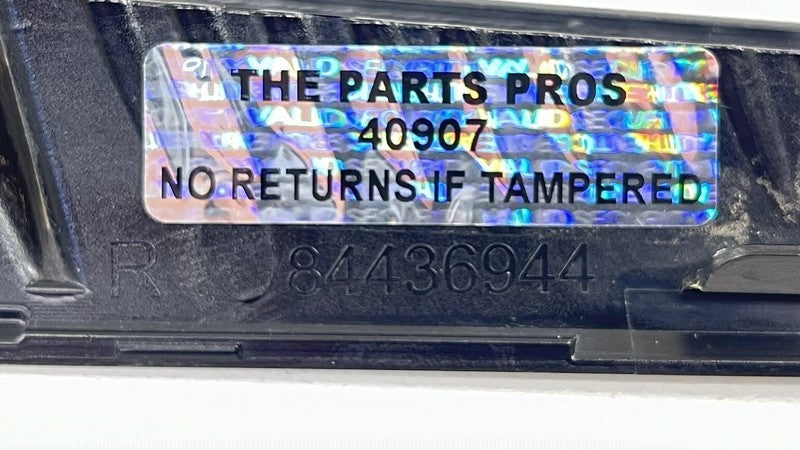 THE PARTS PROS
40907
NO RETURNS IF TAMPERED
R 84436944